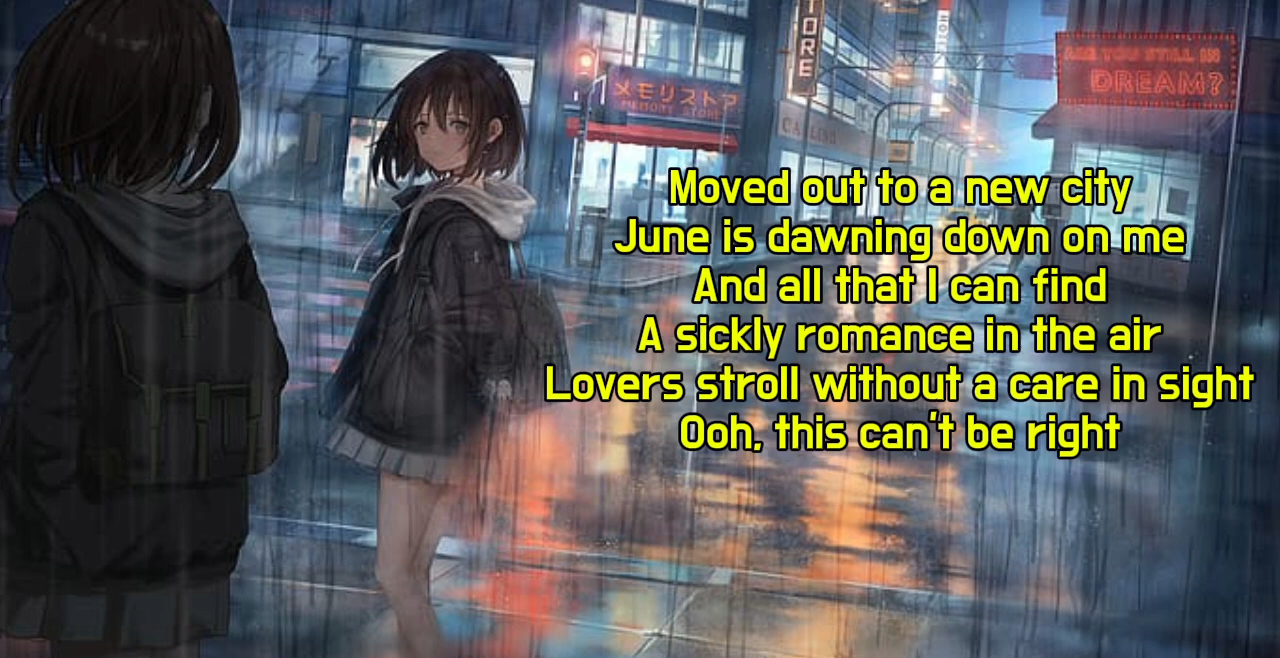 TORE
HOTE
ARE YOU STILL IN
DREAM?
メモリストア
MEMORY STORE
Moved out to a new city
June is dawning down on me
And all that I can find
A sickly romance in the air
Lovers stroll without a care in sight
Ooh, this can't be right